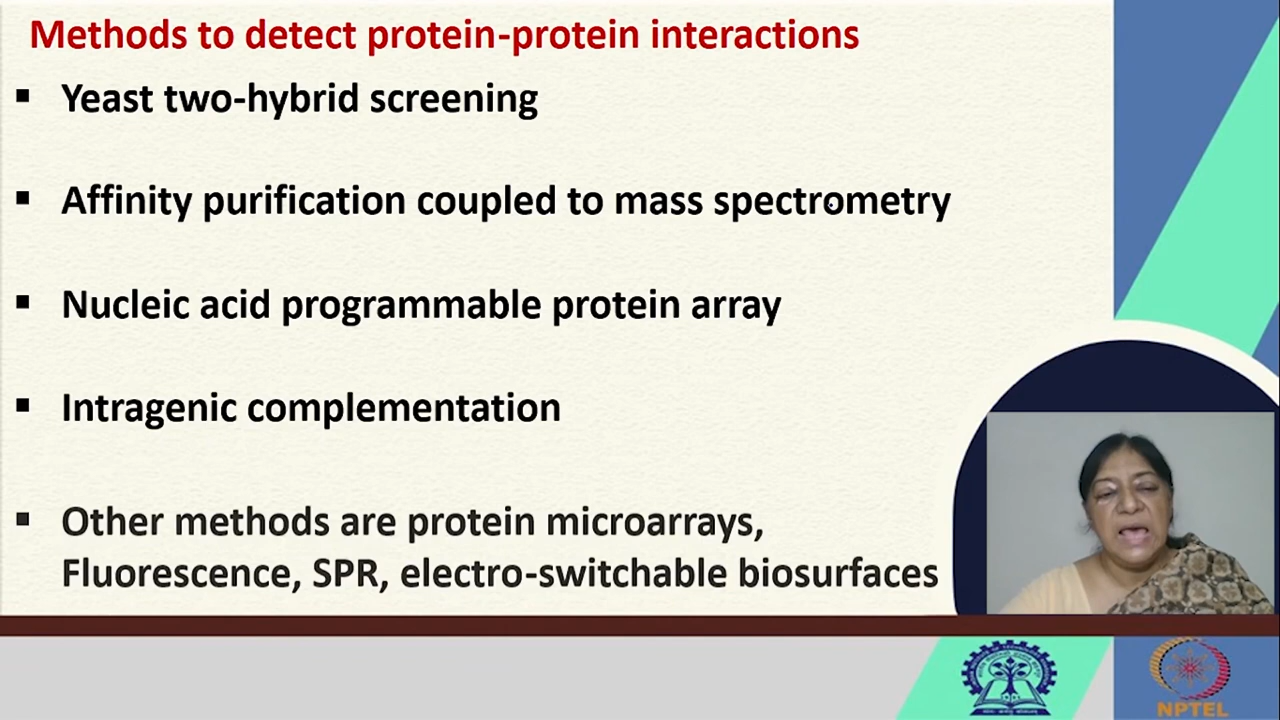 Methods to detect protein-protein interactions
▪ Yeast two-hybrid screening
▪ Affinity purification coupled to mass spectrometry
▪ Nucleic acid programmable protein array
▪ Intragenic complementation
▪ Other methods are protein microarrays,
Fluorescence, SPR, electro-switchable biosurfaces
NPTEL